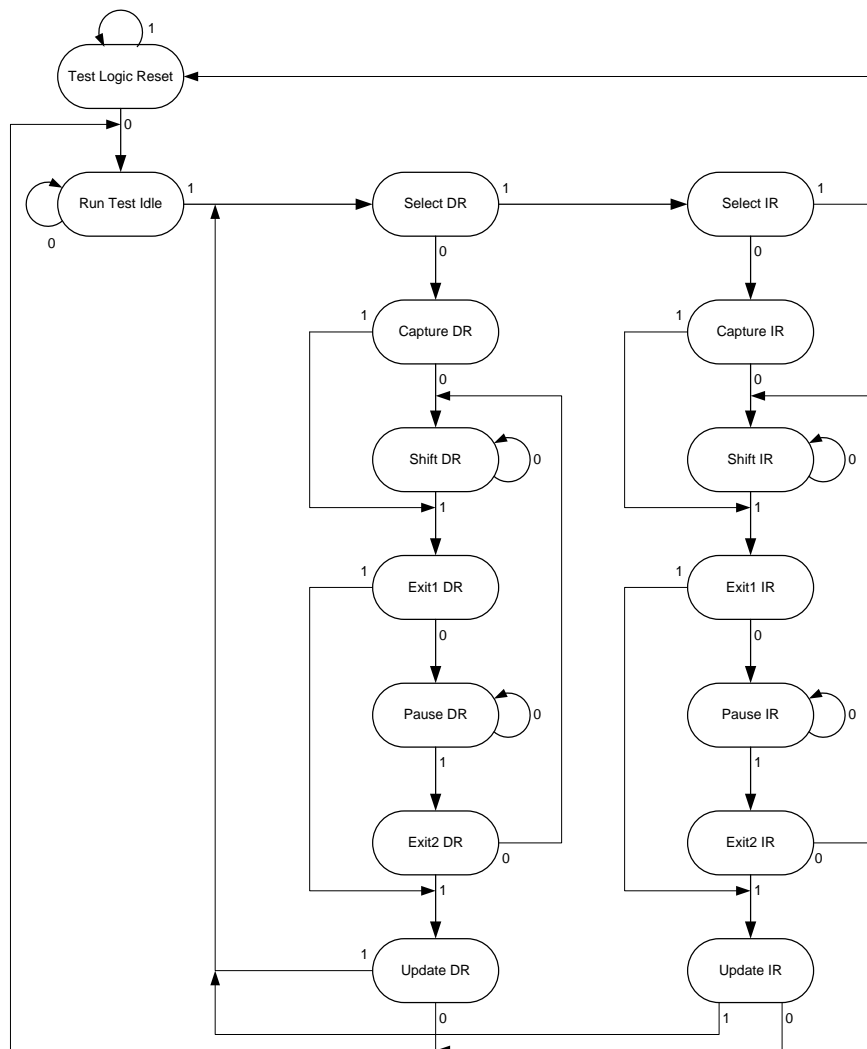 1
Test Logic Reset
0
Run Test Idle
1
0
Select DR
1
0
Select IR
1
0
1
Capture DR
0
1
Capture IR
0
Shift DR
0
1
Shift IR
0
1
1
Exit1 DR
0
1
Exit1 IR
0
Pause DR
0
1
Pause IR
0
1
Exit2 DR
0
1
Exit2 IR
0
1
1
Update DR
0
Update IR
1
0